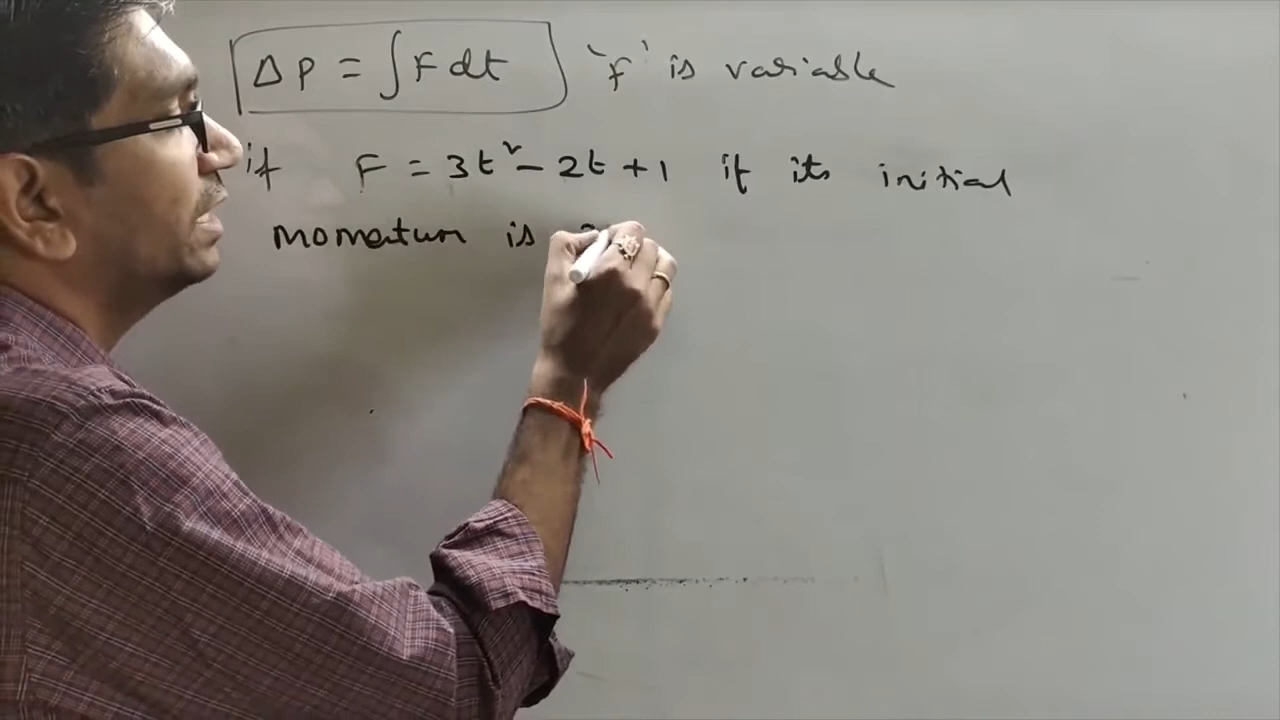 Δp = ∫F dt 'F' is variable
if F = 3t² - 2t + 1 if its initial
momentum is